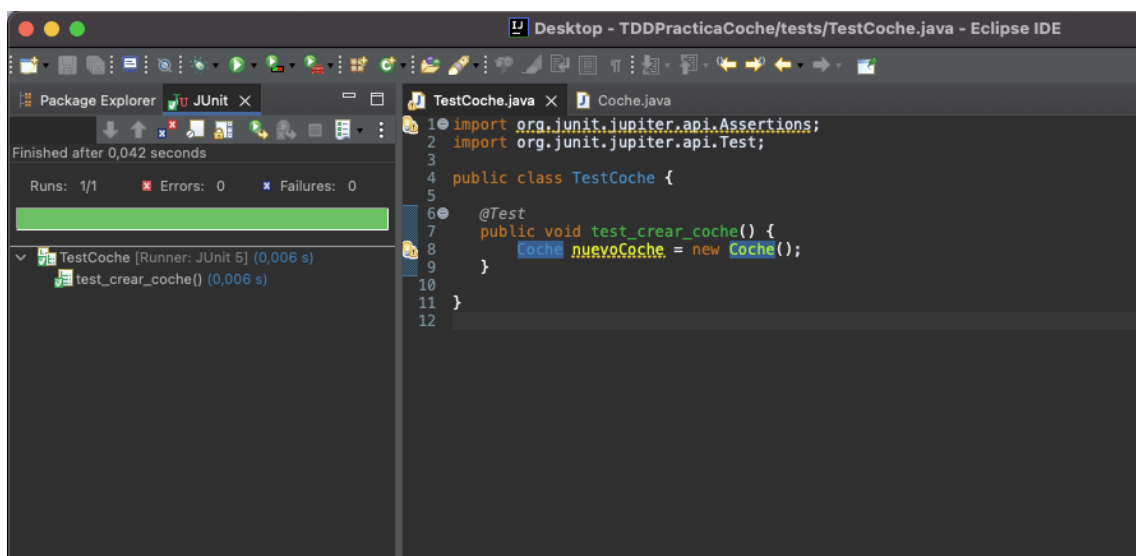 Desktop - TDDPracticaCoche/tests/TestCoche.java - Eclipse IDE
Package Explorer JUnit
Finished after 0,042 seconds
Runs: 1/1 Errors: 0 Failures: 0
TestCoche [Runner: JUnit 5] (0,006 s)
test_crear_coche() (0,006 s)
TestCoche.java Coche.java
1 import org.junit.jupiter.api.Assertions;
2 import org.junit.jupiter.api.Test;
3
4 public class TestCoche {
5
6 @Test
7 public void test_crear_coche() {
8 Coche nuevoCoche = new Coche();
9 }
10
11 }
12